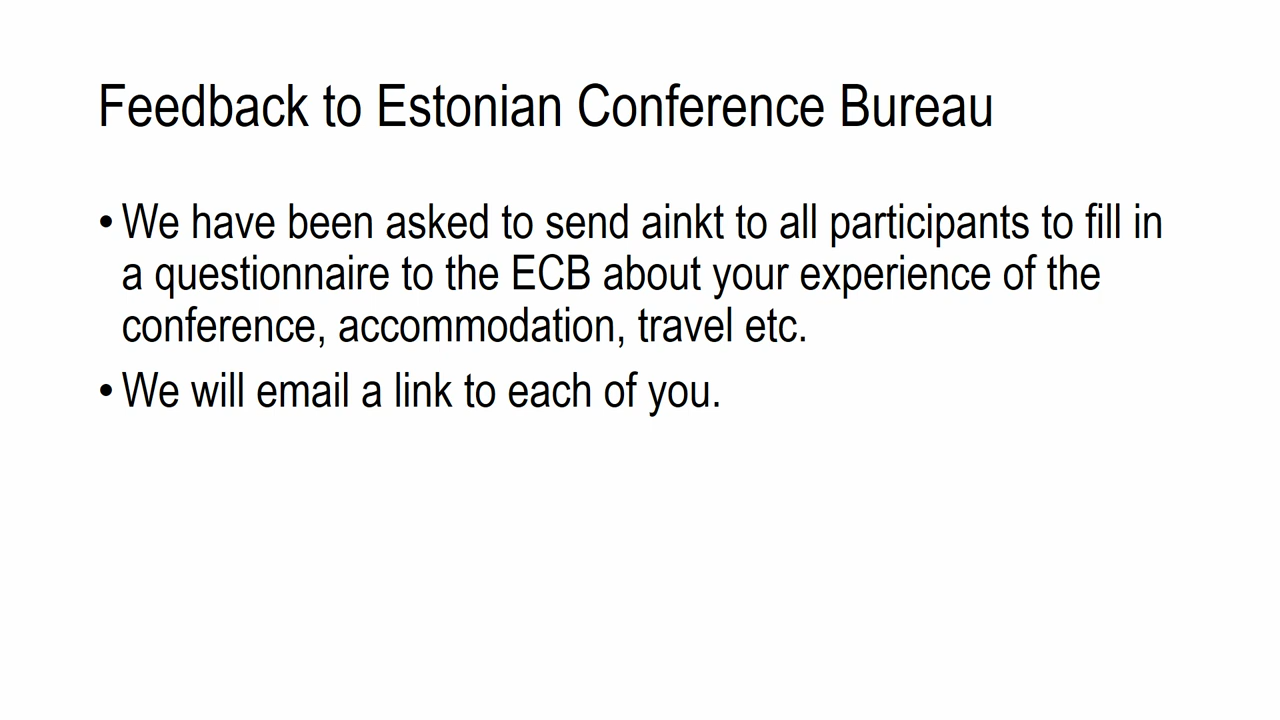 Feedback to Estonian Conference Bureau
• We have been asked to send ainkt to all participants to fill in
a questionnaire to the ECB about your experience of the
conference, accommodation, travel etc.
• We will email a link to each of you.